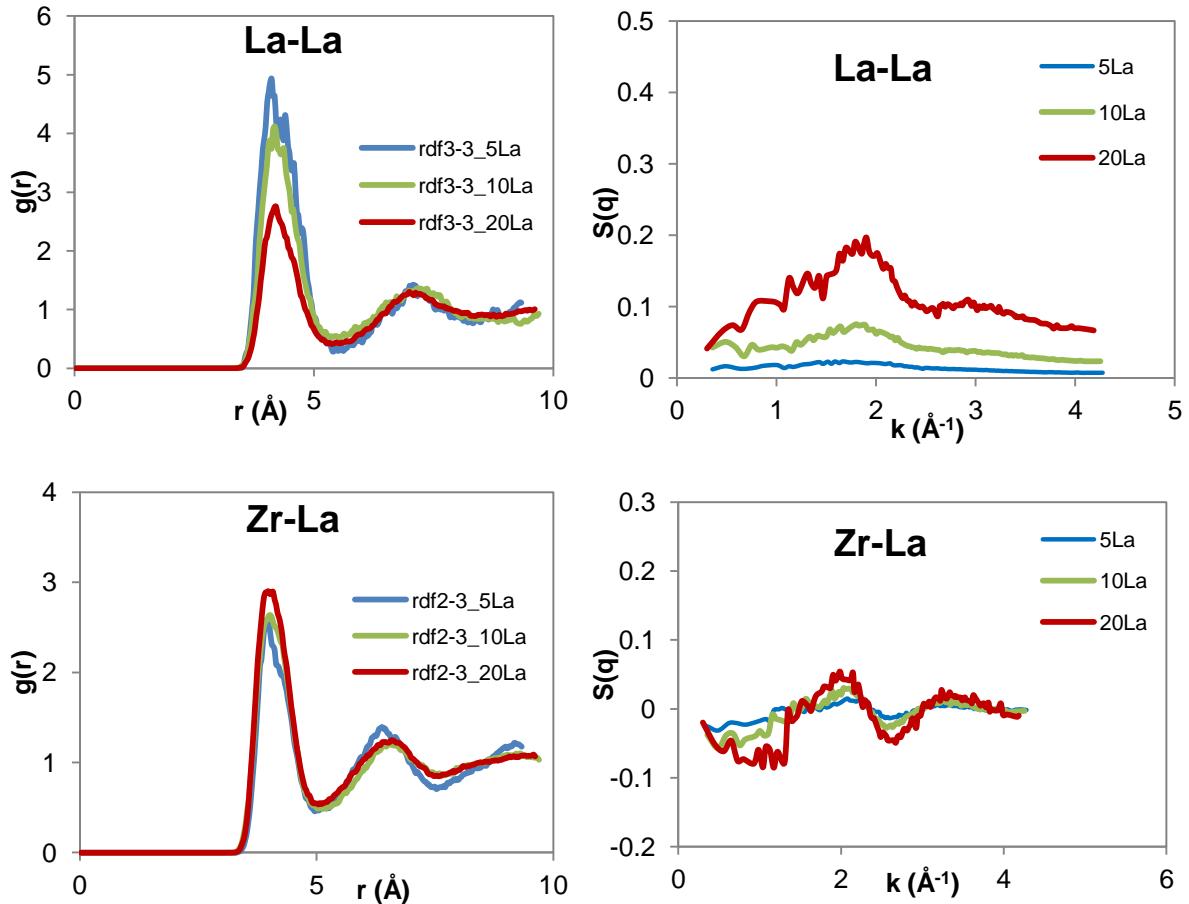 La-La
g(r)
6
5
4
3
2
1
0
rdf3-3_5La
rdf3-3_10La
rdf3-3_20La
0
5
10
r (Å)
La-La
S(q)
0.5
0.4
0.3
0.2
0.1
0
5La
10La
20La
0
1
2
3
4
5
k (Å-1)
Zr-La
g(r)
4
3
2
1
0
rdf2-3_5La
rdf2-3_10La
rdf2-3_20La
0
5
10
r (Å)
Zr-La
S(q)
0.3
0.2
0.1
0
-0.1
-0.2
5La
10La
20La
0
2
4
6
k (Å-1)